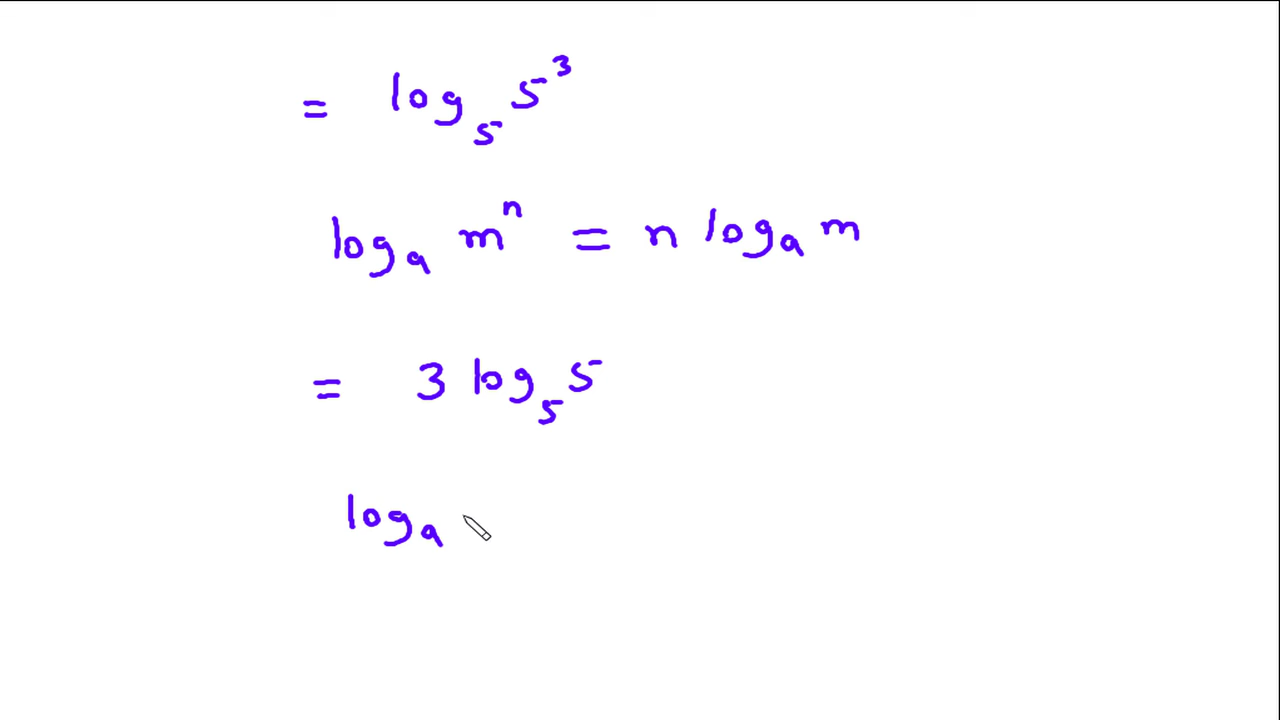 = log₅ 5³
logₐ mⁿ = n logₐ m
= 3 log₅ 5
logₐ